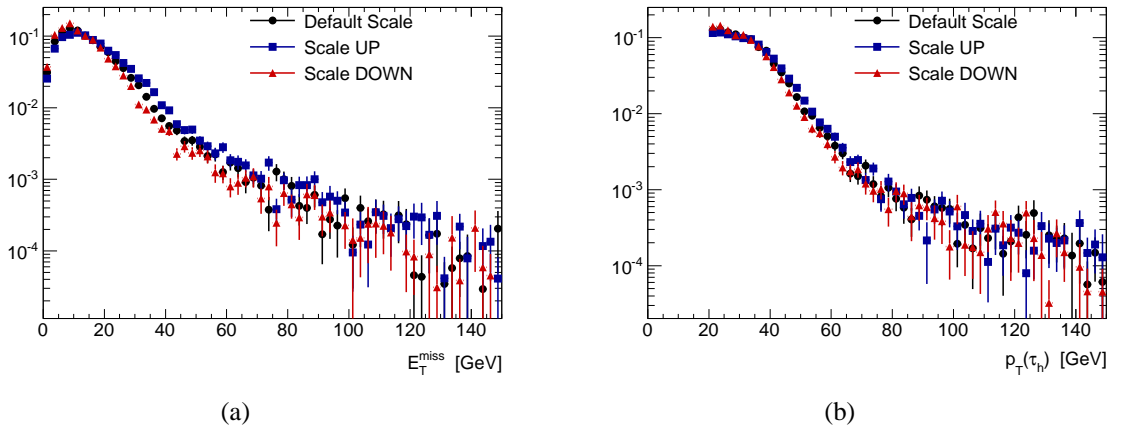 Default Scale
Scale UP
Scale DOWN
10^-1
10^-2
10^-3
10^-4
0 20 40 60 80 100 120 140
E_T^miss [GeV]
(a)
Default Scale
Scale UP
Scale DOWN
10^-1
10^-2
10^-3
10^-4
0 20 40 60 80 100 120 140
p_T(τ_h) [GeV]
(b)